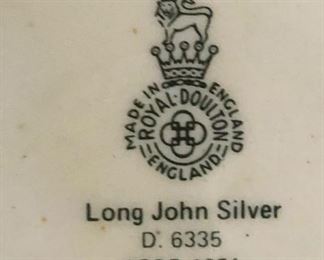 MADE IN ENGLAND
ROYAL·DOULTON
ENGLAND
Long John Silver
D. 6335